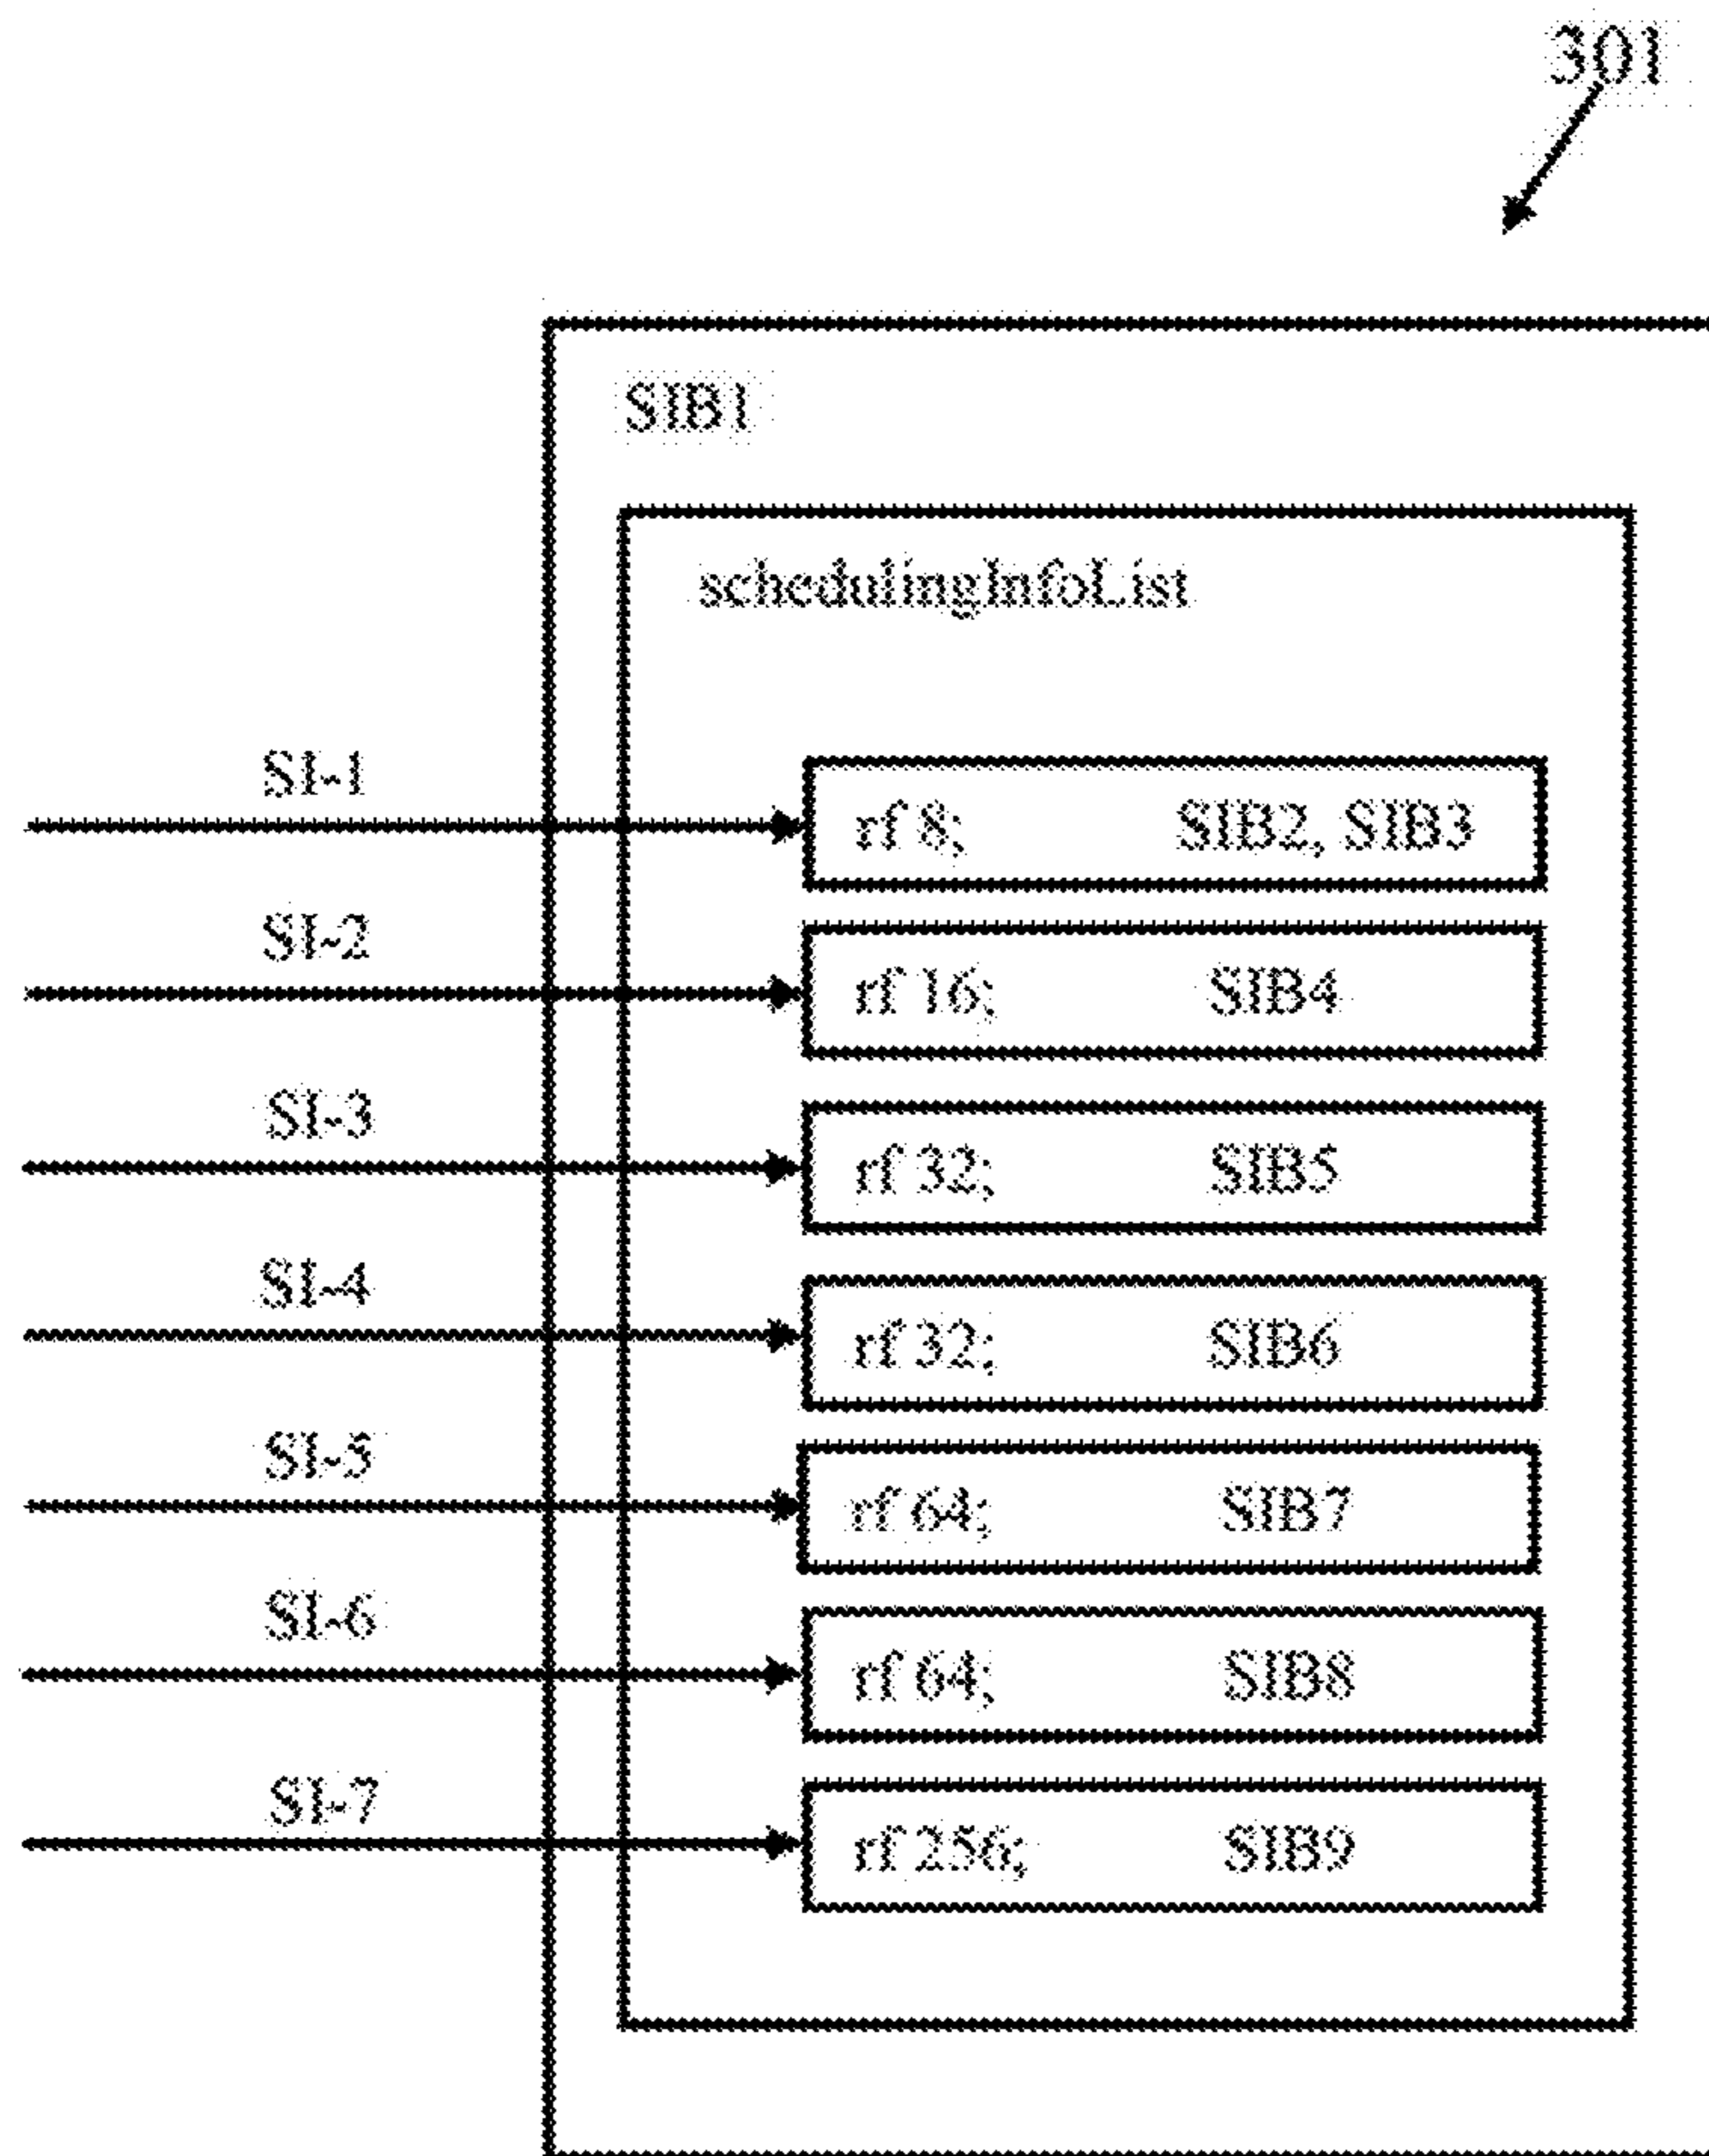 301
SIB1
schedulingInfoList
SI-1
rf 8; SIB2, SIB3
SI-2
rf 16; SIB4
SI-3
rf 32; SIB5
SI-4
rf 32; SIB6
SI-5
rf 64; SIB7
SI-6
rf 64; SIB8
SI-7
rf 256; SIB9